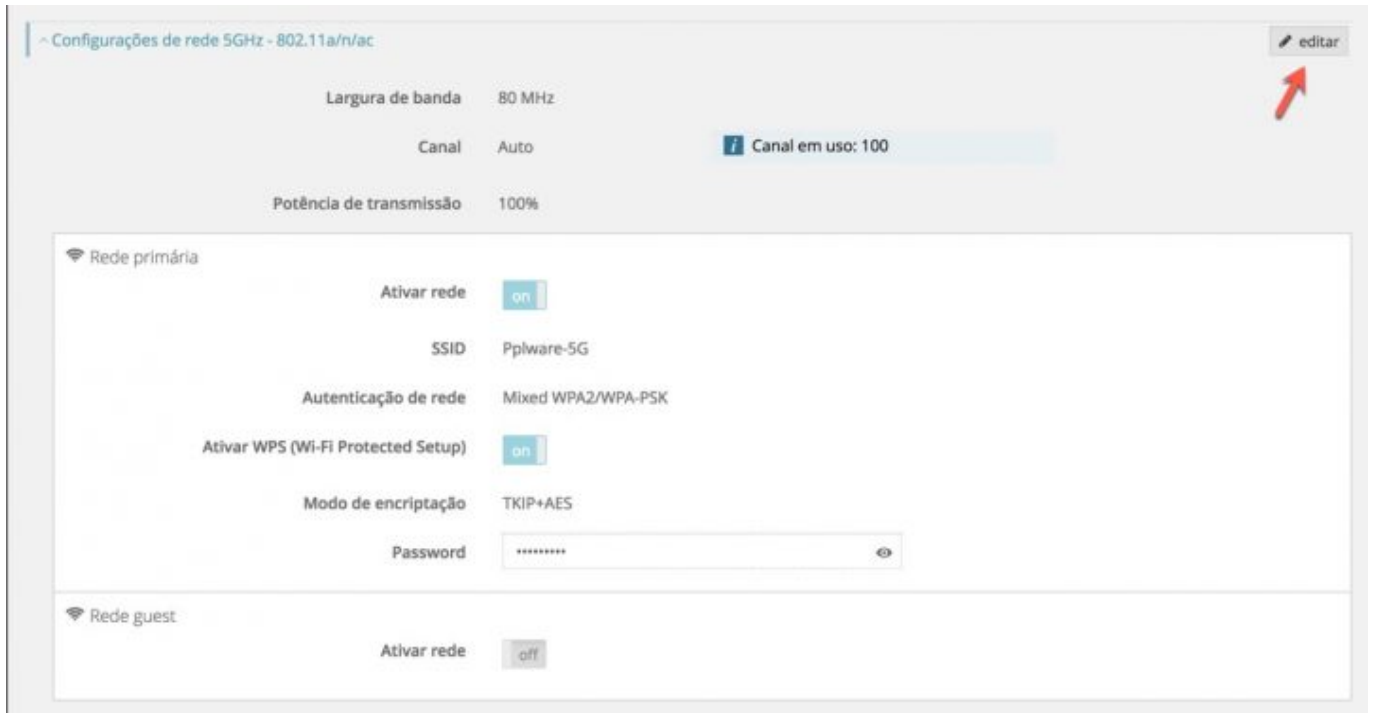 Configurações de rede 5GHz - 802.11a/n/ac
editar
Largura de banda 80 MHz
Canal Auto i Canal em uso: 100
Potência de transmissão 100%
Rede primária
Ativar rede on
SSID Pplware-5G
Autenticação de rede Mixed WPA2/WPA-PSK
Ativar WPS (Wi-Fi Protected Setup) on
Modo de encriptação TKIP+AES
Password •••••••••
Rede guest
Ativar rede off